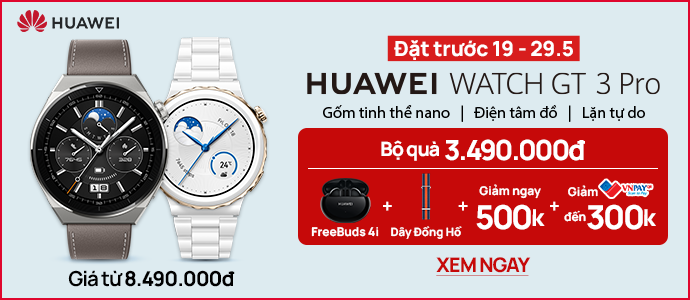 HUAWEI
Đặt trước 19 - 29.5
HUAWEI WATCH GT 3 Pro
Gốm tinh thể nano | Điện tâm đồ | Lặn tự do
Bộ quà 3.490.000đ
FreeBuds 4i
+
Dây Đồng Hồ
+
Giảm ngay
500k
+
Giảm VNPAY
đến 300k
24°C
Giá từ 8.490.000đ
XEM NGAY